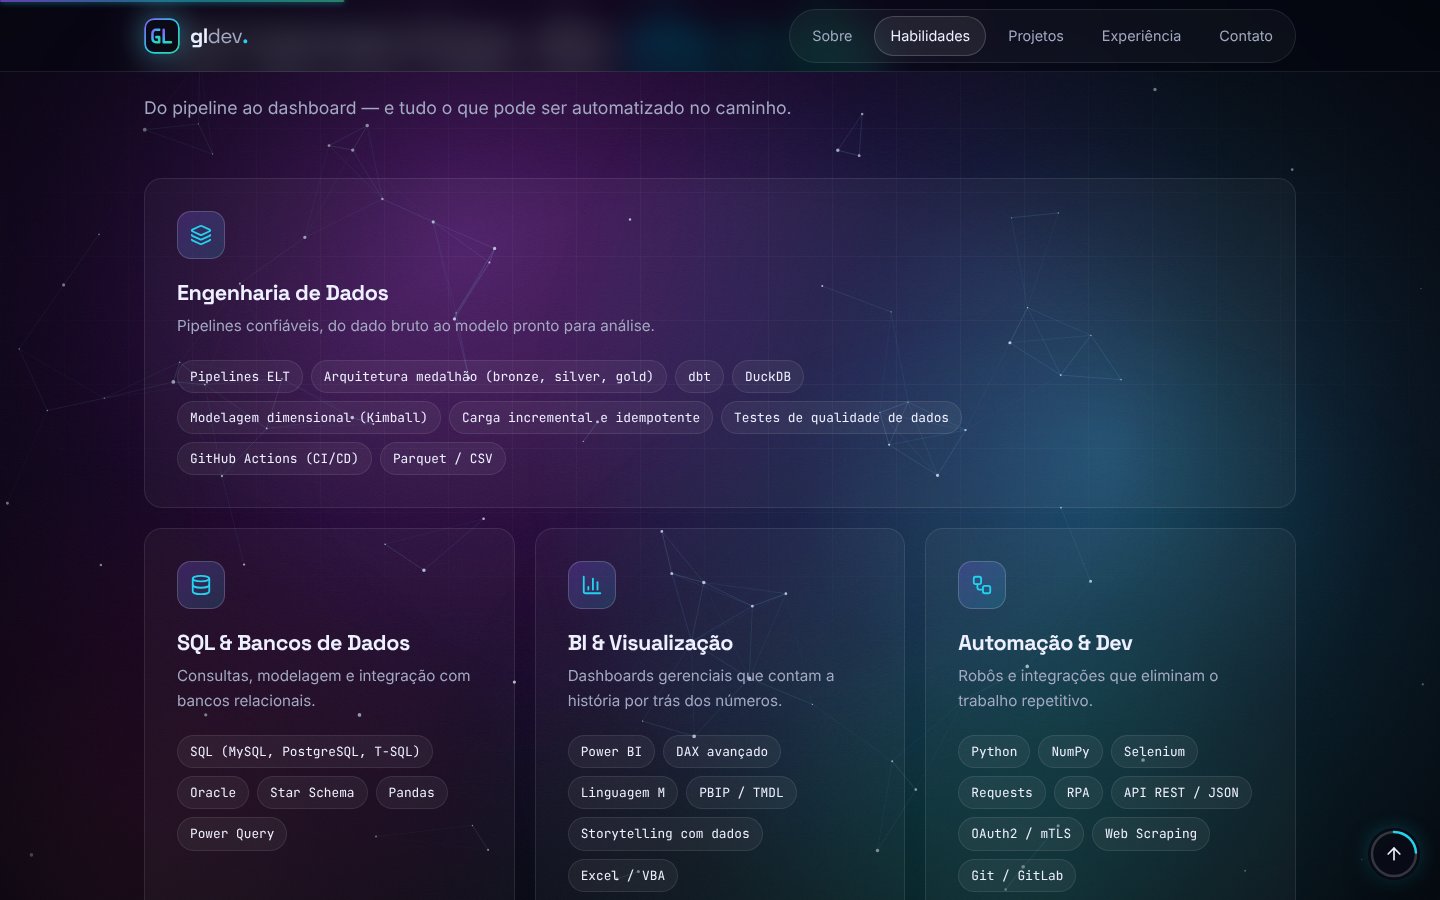 GL gldev.
Sobre Habilidades Projetos Experiência Contato
Do pipeline ao dashboard — e tudo o que pode ser automatizado no caminho.
Engenharia de Dados
Pipelines confiáveis, do dado bruto ao modelo pronto para análise.
Pipelines ELT Arquitetura medalhão (bronze, silver, gold) dbt DuckDB
Modelagem dimensional (Kimball) Carga incremental e idempotente Testes de qualidade de dados
GitHub Actions (CI/CD) Parquet / CSV
SQL & Bancos de Dados
Consultas, modelagem e integração com
bancos relacionais.
SQL (MySQL, PostgreSQL, T-SQL)
Oracle Star Schema Pandas
Power Query
BI & Visualização
Dashboards gerenciais que contam a
história por trás dos números.
Power BI DAX avançado
Linguagem M PBIP / TMDL
Storytelling com dados
Excel / VBA
Automação & Dev
Robôs e integrações que eliminam o
trabalho repetitivo.
Python NumPy Selenium
Requests RPA API REST / JSON
OAuth2 / mTLS Web Scraping
Git / GitLab